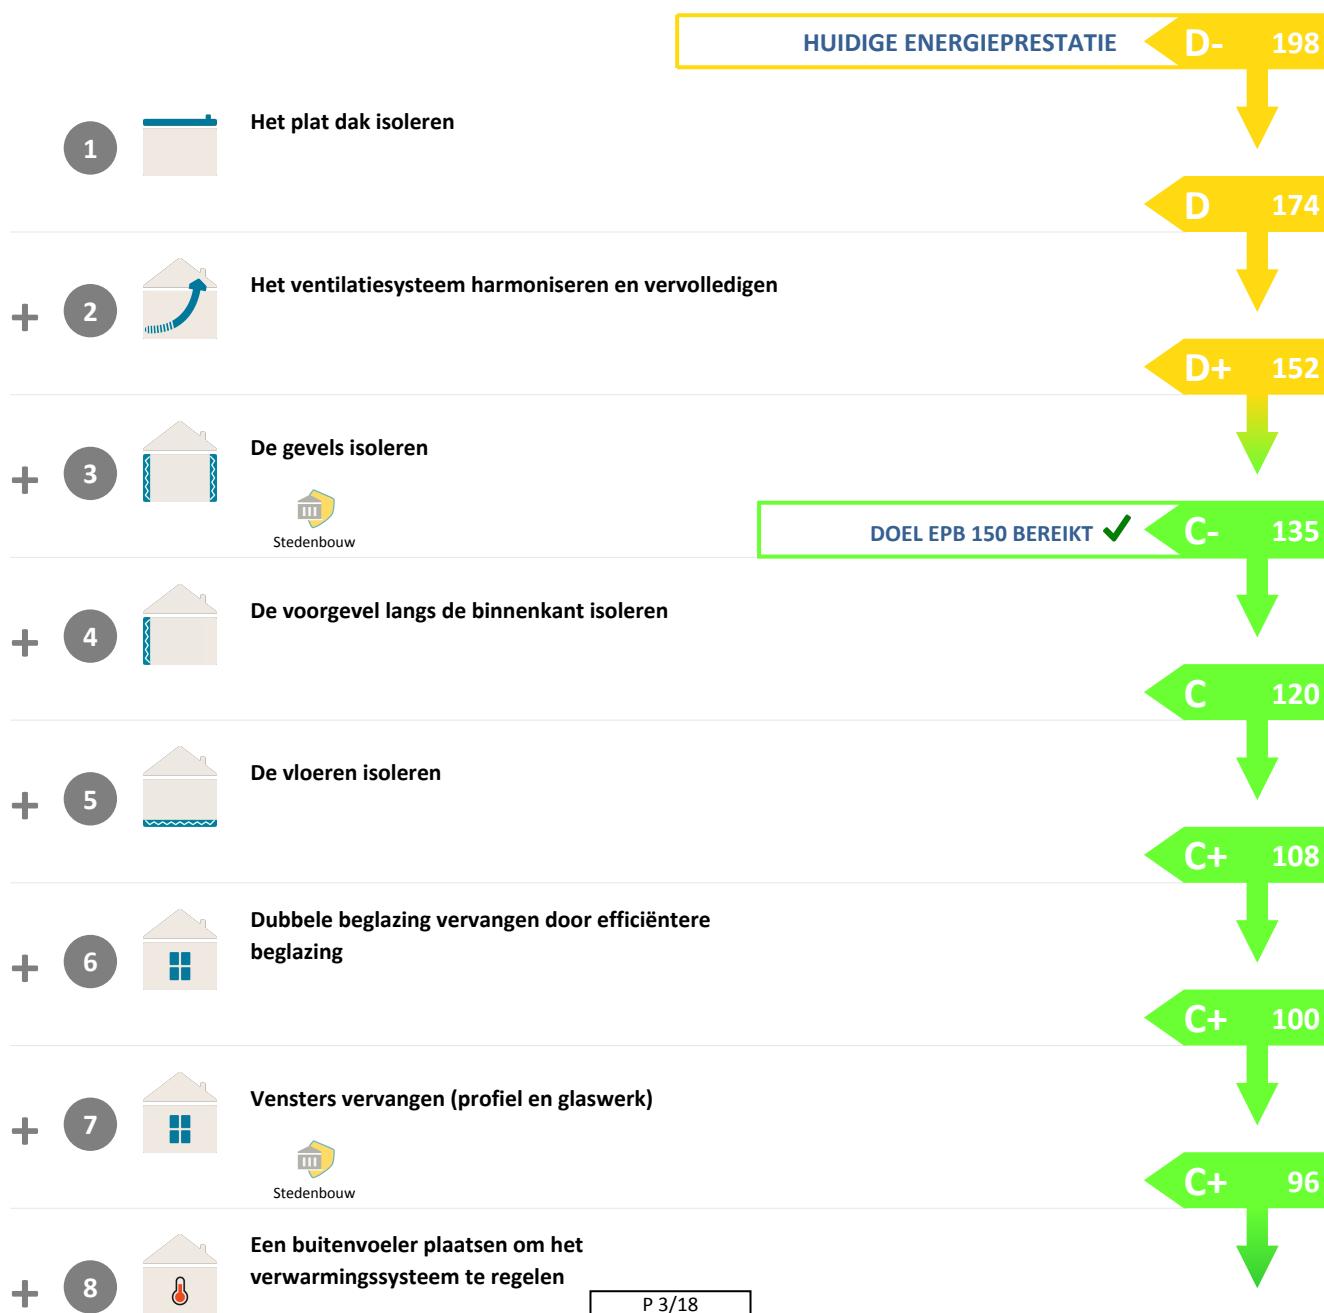 HUIDIGE ENERGIEPRESTATIE D- 198
1 Het plat dak isoleren
D 174
+ 2 Het ventilatiesysteem harmoniseren en vervolledigen
D+ 152
+ 3 De gevels isoleren
Stedenbouw
DOEL EPB 150 BEREIKT ✓ C- 135
+ 4 De voorgevel langs de binnenkant isoleren
C 120
+ 5 De vloeren isoleren
C+ 108
+ 6 Dubbele beglazing vervangen door efficiëntere
beglazing
C+ 100
+ 7 Vensters vervangen (profiel en glaswerk)
Stedenbouw
C+ 96
+ 8 Een buitenvoeler plaatsen om het
verwarmingssysteem te regelen
P 3/18